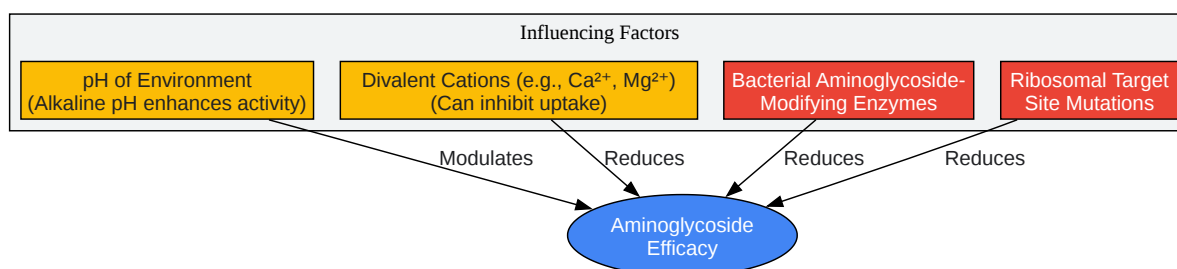 Influencing Factors
pH of Environment
(Alkaline pH enhances activity)
Divalent Cations (e.g., Ca²⁺, Mg²⁺)
(Can inhibit uptake)
Bacterial Aminoglycoside-
Modifying Enzymes
Ribosomal Target
Site Mutations
Modulates
Reduces
Reduces
Reduces
Aminoglycoside
Efficacy